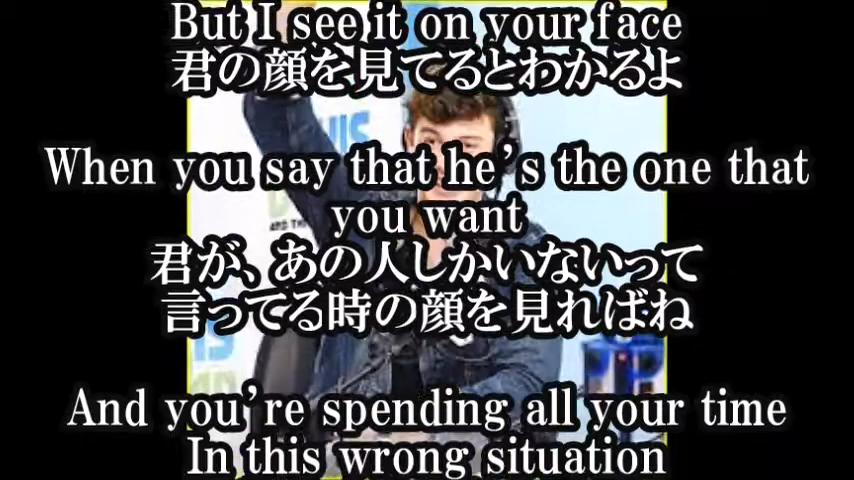 But I see it on your face
君の顔を見てるとわかるよ
When you say that he's the one that
you want
君が、あの人しかいないって
言ってる時の顔を見ればね
And you're spending all your time
In this wrong situation